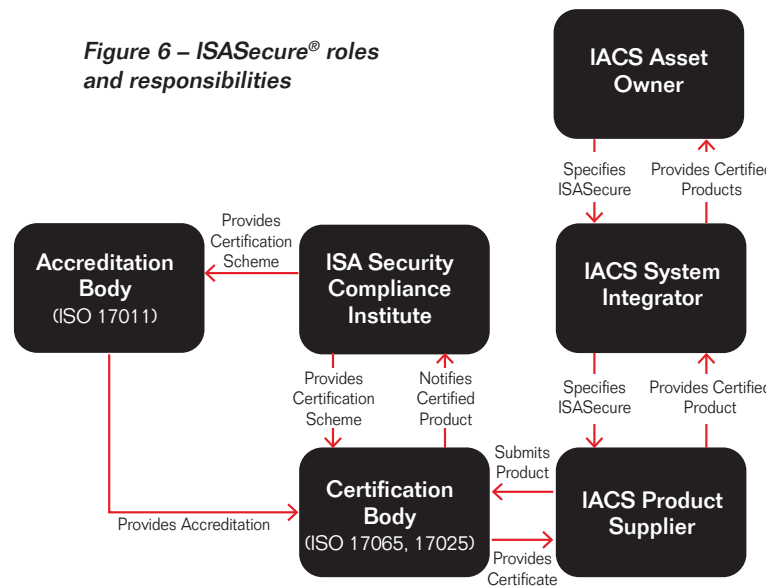 Figure 6 – ISASecure® roles
and responsibilities
IACS Asset
Owner
Specifies
ISASecure
Provides Certified
Products
Provides
Certification
Scheme
Accreditation
Body
(ISO 17011)
ISA Security
Compliance
Institute
IACS System
Integrator
Provides
Certification
Scheme
Notifies
Certified
Product
Specifies
ISASecure
Provides Certified
Product
Submits
Product
Certification
Body
(ISO 17065, 17025)
IACS Product
Supplier
Provides Accreditation
Provides
Certificate